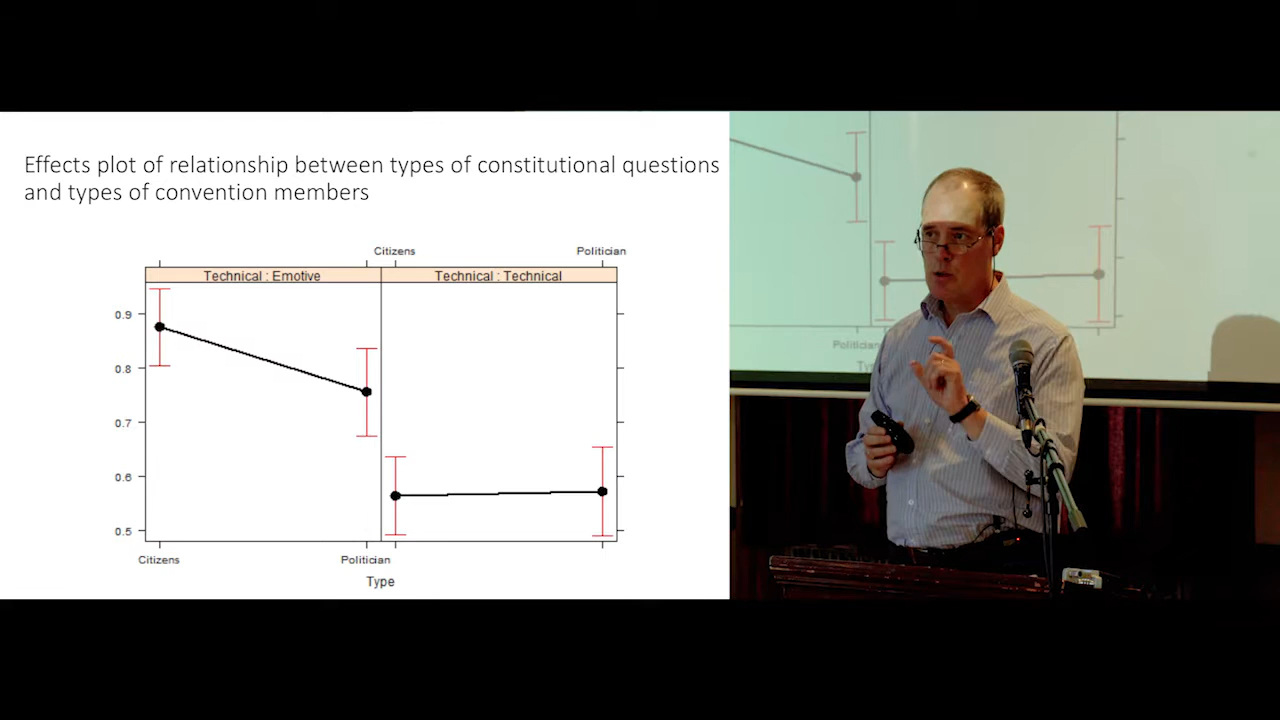 Effects plot of relationship between types of constitutional questions
and types of convention members
Citizens
Politician
Technical : Emotive
Technical : Technical
0.9
0.8
0.7
0.6
0.5
Citizens
Politician
Type
Politician